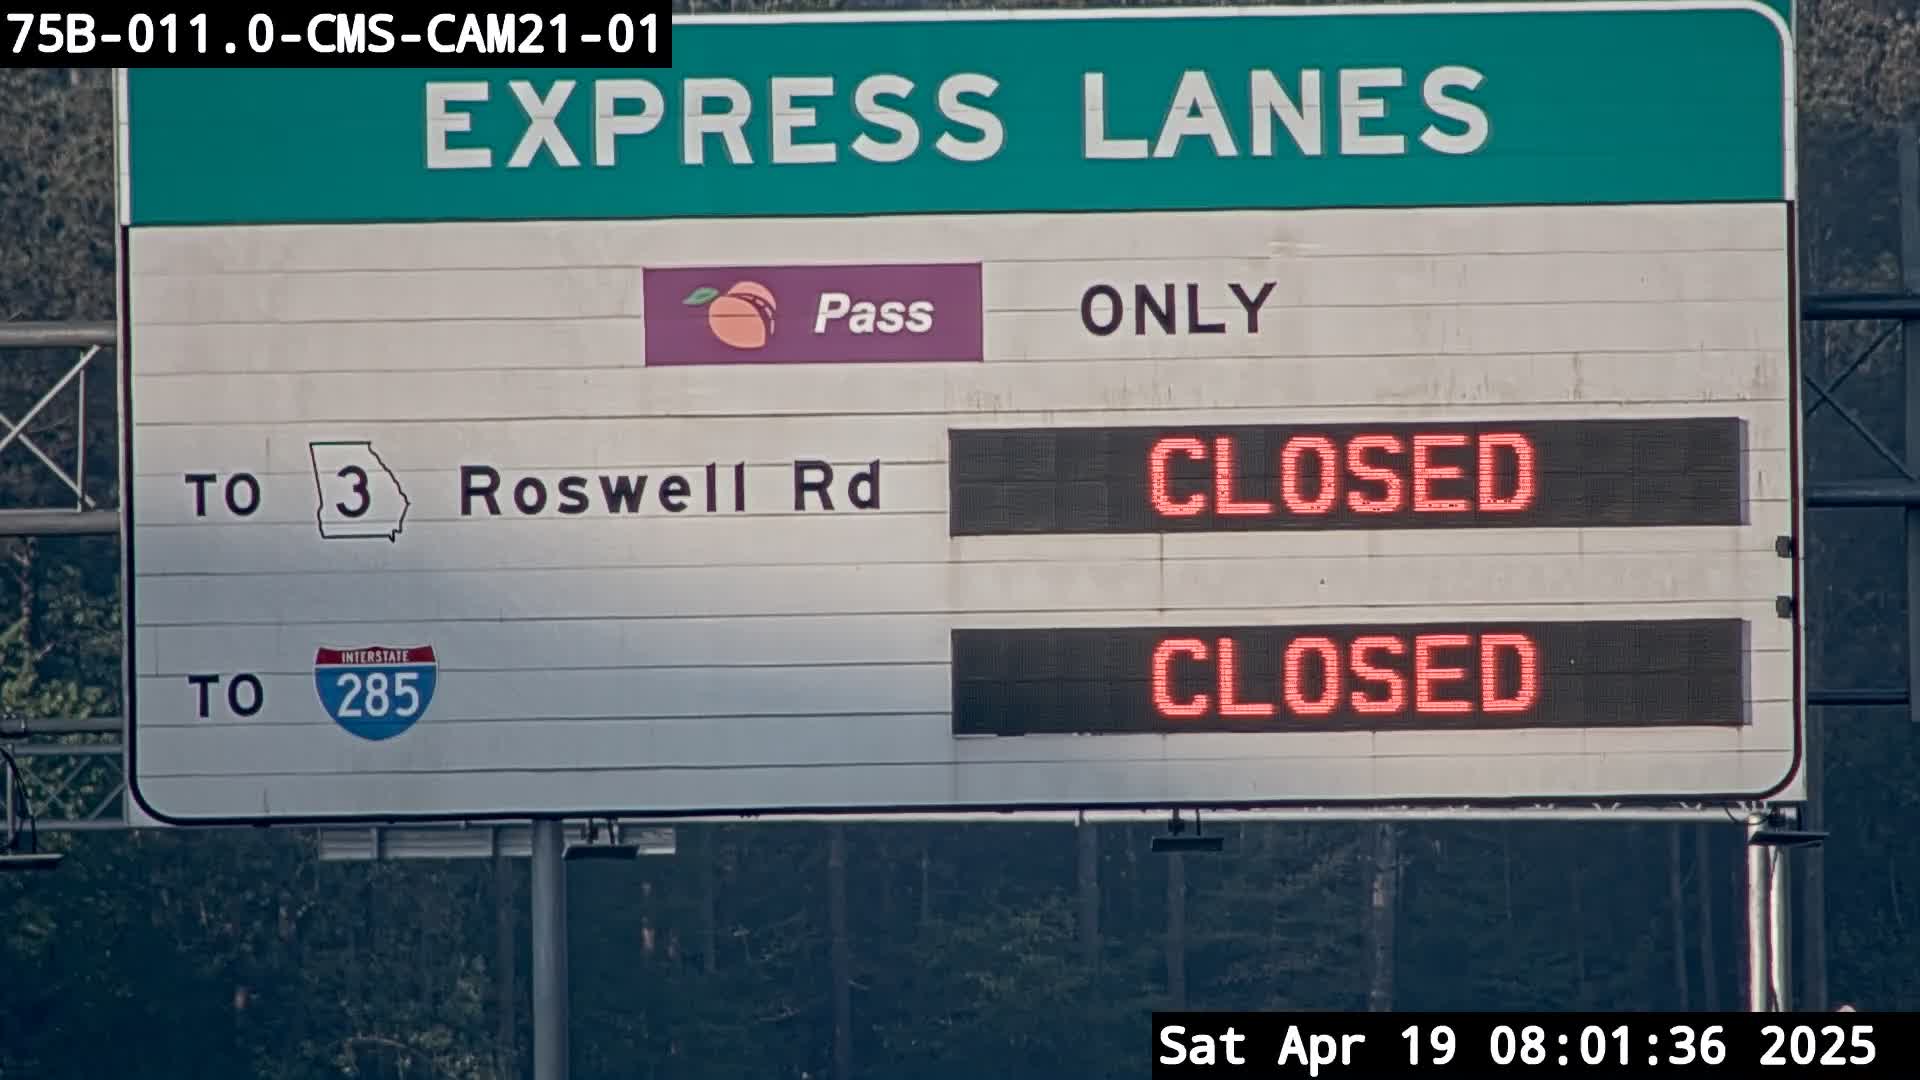 75B-011.0-CMS-CAM21-01
EXPRESS LANES
Pass ONLY
TO 3 Roswell Rd CLOSED
TO INTERSTATE 285 CLOSED
Sat Apr 19 08:01:36 2025